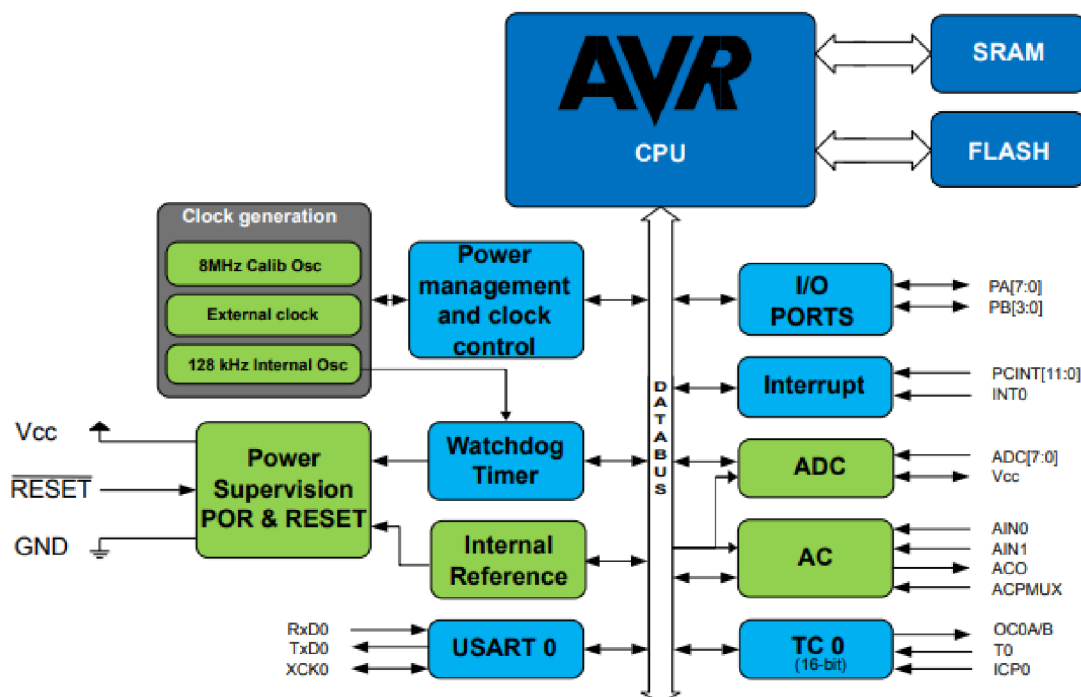 AVR
CPU
SRAM
FLASH
Clock generation
8MHz Calib Osc
External clock
128 kHz Internal Osc
Power
management
and clock
control
I/O
PORTS
PA[7:0]
PB[3:0]
Interrupt
PCINT[11:0]
INT0
DATABUS
Vcc
RESET
GND
Power
Supervision
POR & RESET
Watchdog
Timer
ADC
ADC[7:0]
Vcc
Internal
Reference
AC
AIN0
AIN1
ACO
ACPMUX
RxD0
TxD0
XCK0
USART 0
TC 0
(16-bit)
OC0A/B
T0
ICP0